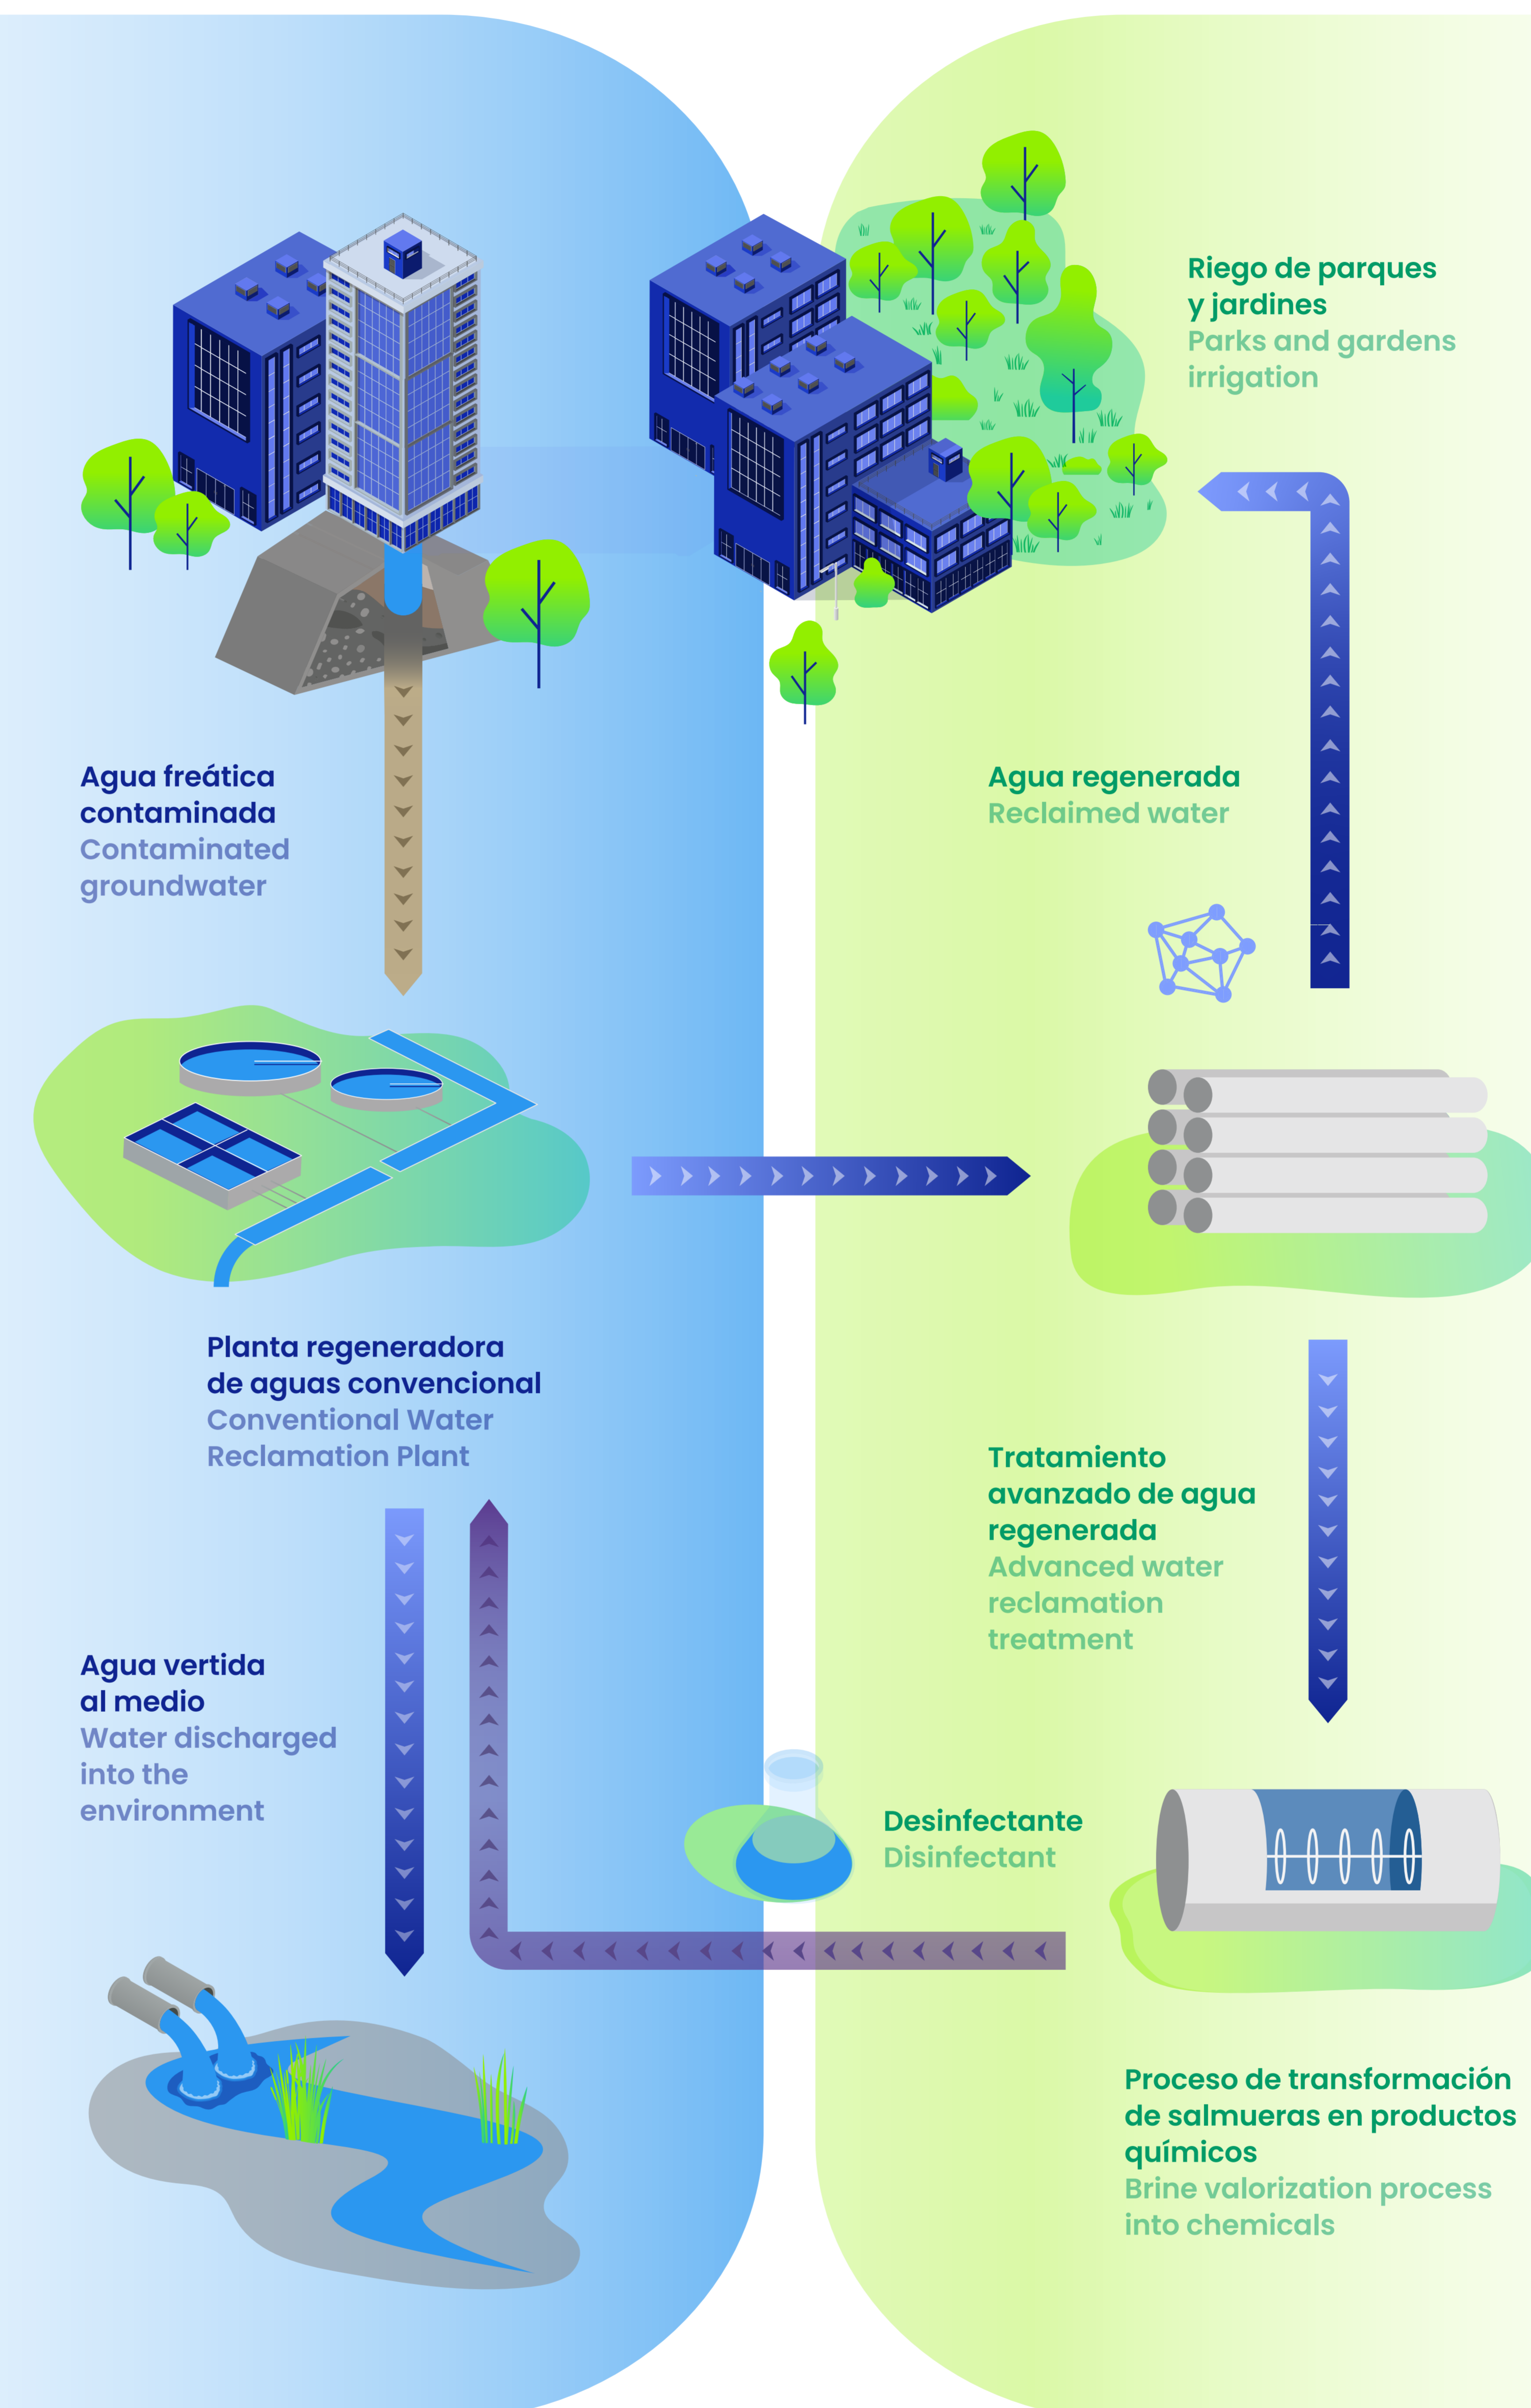 Riego de parques
y jardines
Parks and gardens
irrigation
Agua freática
contaminada
Contaminated
groundwater
Agua regenerada
Reclaimed water
Planta regeneradora
de aguas convencional
Conventional Water
Reclamation Plant
Tratamiento
avanzado de agua
regenerada
Advanced water
reclamation
treatment
Agua vertida
al medio
Water discharged
into the
environment
Desinfectante
Disinfectant
Proceso de transformación
de salmueras en productos
químicos
Brine valorization process
into chemicals